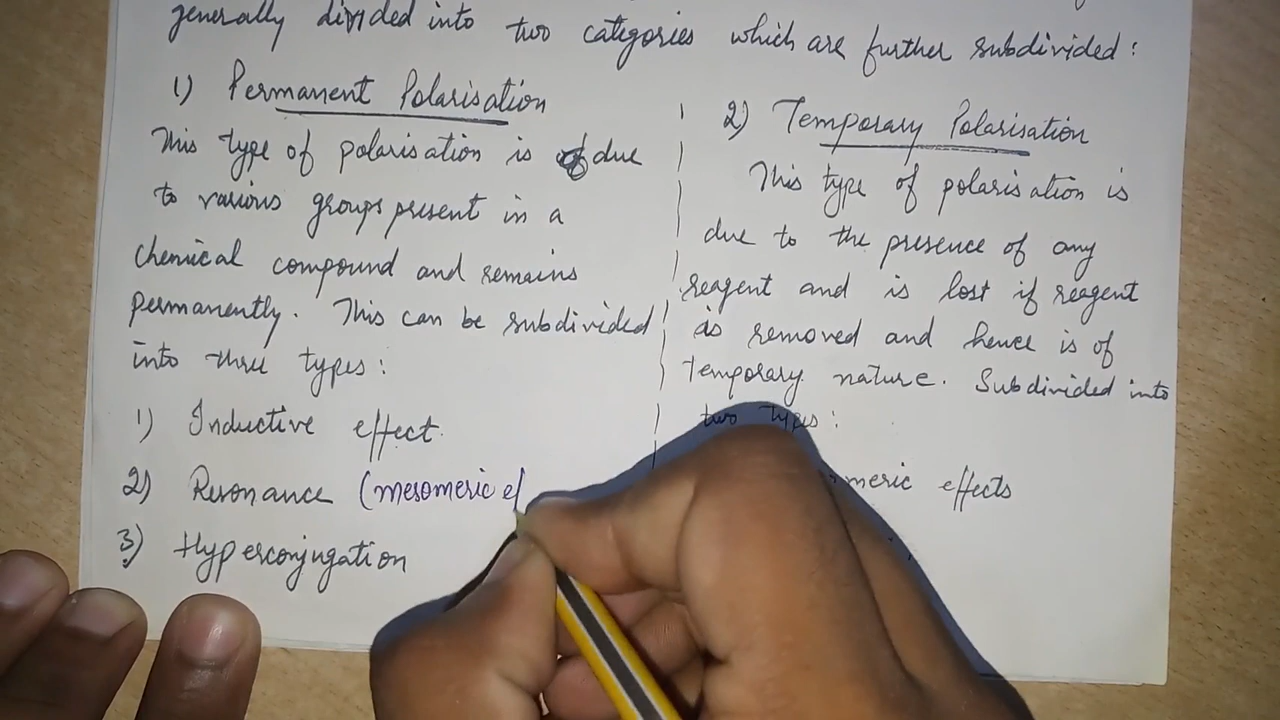 generally divided into two categories which are further subdivided:
1) Permanent Polarisation
This type of polarisation is due
to various groups present in a
chemical compound and remains
permanently. This can be subdivided
into three types:
1) Inductive effect.
2) Resonance (mesomeric ef
3) Hyperconjugation
2) Temporary Polarisation
This type of polarisation is
due to the presence of any
reagent and is lost if reagent
is removed and hence is of
temporary nature. Subdivided into
two types:
meric effects